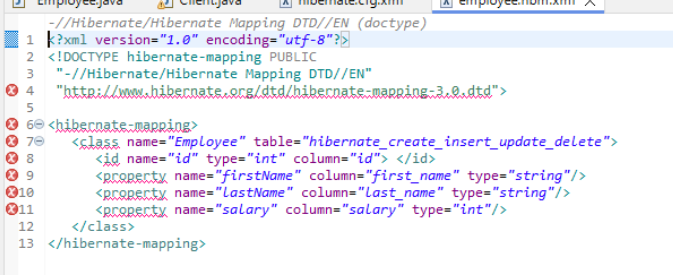 Employee.java Client.java hibernate.cfg.xml employee.hbm.xml
-//Hibernate/Hibernate Mapping DTD//EN (doctype)
1 <?xml version="1.0" encoding="utf-8"?>
2 <!DOCTYPE hibernate-mapping PUBLIC
3 "-//Hibernate/Hibernate Mapping DTD//EN"
4 "http://www.hibernate.org/dtd/hibernate-mapping-3.0.dtd">
5
6 <hibernate-mapping>
7 <class name="Employee" table="hibernate_create_insert_update_delete">
8 <id name="id" type="int" column="id"> </id>
9 <property name="firstName" column="first_name" type="string"/>
10 <property name="lastName" column="last_name" type="string"/>
11 <property name="salary" column="salary" type="int"/>
12 </class>
13 </hibernate-mapping>